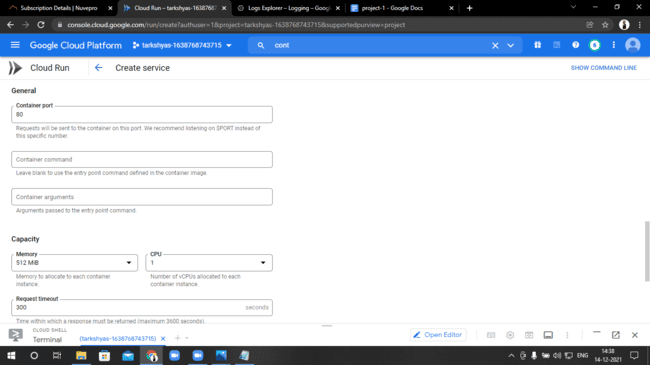 Subscription Details | Nuvepro
Cloud Run – tarkshyas-1638767
Logs Explorer – Logging – Googl
project-1 - Google Docs
console.cloud.google.com/run/create?authuser=1&project=tarkshyas-1638768743715&supportedpurview=project
Google Cloud Platform
tarkshyas-1638768743715
cont
Cloud Run
Create service
SHOW COMMAND LINE
General
Container port
80
Requests will be sent to the container on this port. We recommend listening on $PORT instead of
this specific number.
Container command
Leave blank to use the entry point command defined in the container image.
Container arguments
Arguments passed to the entry point command.
Capacity
Memory
512 MiB
CPU
1
Memory to allocate to each container
instance.
Number of vCPUs allocated to each
container instance.
Request timeout
300
seconds
Time within which a response must be returned (maximum 3600 seconds).
CLOUD SHELL
Terminal
(tarkshyas-1638768743715)
Open Editor
ENG
14:38
14-12-2021